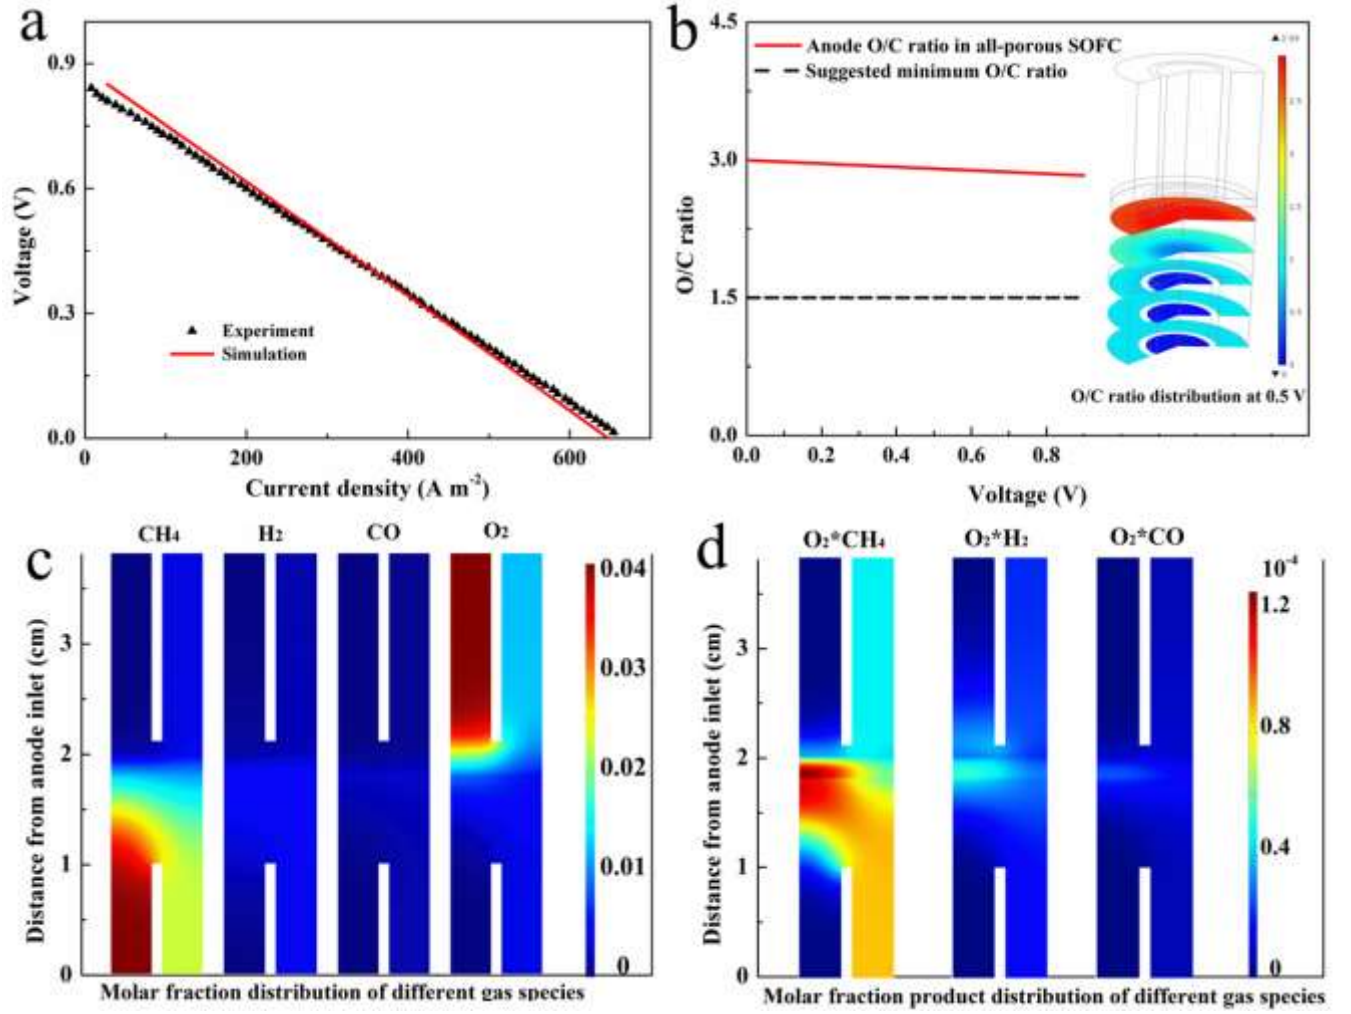 a
0.9
0.6
0.3
0.0
Voltage (V)
Experiment
Simulation
0
200
400
600
Current density (A m-2)
b
4.5
3.0
1.5
0.0
O/C ratio
Anode O/C ratio in all-porous SOFC
Suggested minimum O/C ratio
O/C ratio distribution at 0.5 V
0.0
0.2
0.4
0.6
0.8
Voltage (V)
c
CH4
H2
CO
O2
3
2
1
0
Distance from anode inlet (cm)
0.04
0.03
0.02
0.01
0
Molar fraction distribution of different gas species
d
O2*CH4
O2*H2
O2*CO
3
2
1
0
Distance from anode inlet (cm)
10-4
1.2
0.8
0.4
0
Molar fraction product distribution of different gas species